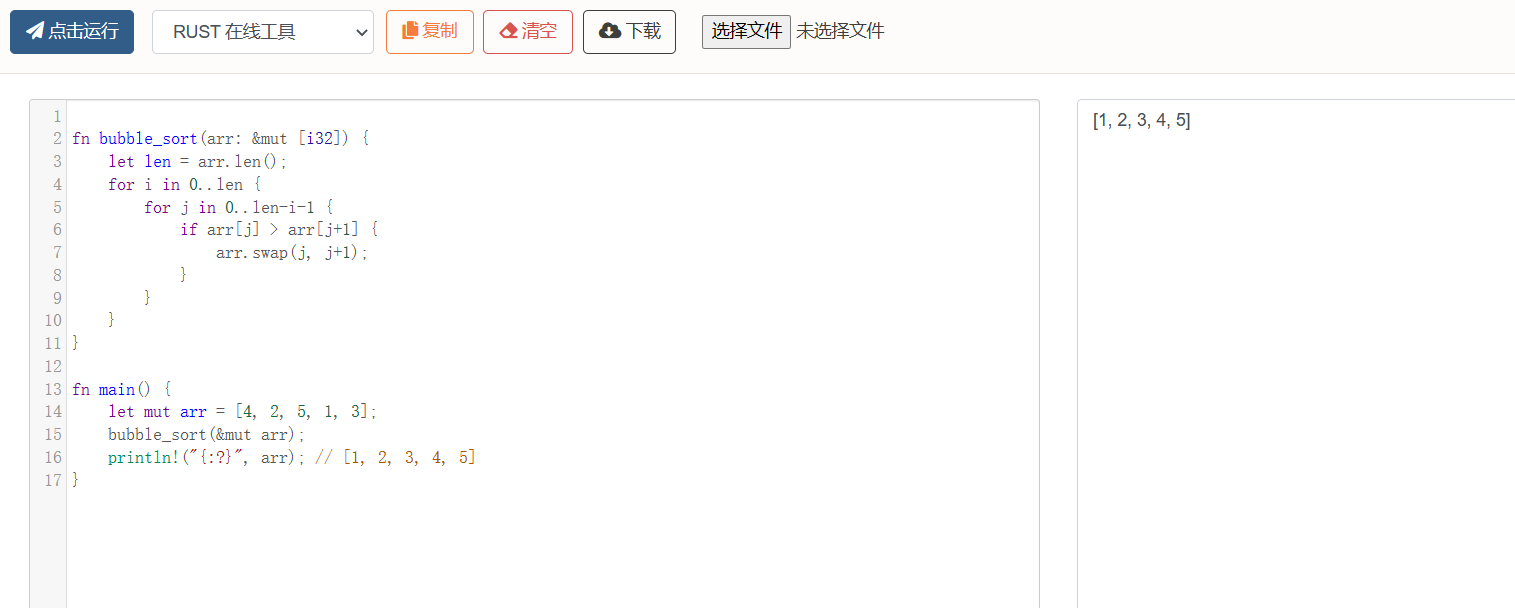 点击运行 RUST 在线工具 复制 清空 下载 选择文件 未选择文件
1
2 fn bubble_sort(arr: &mut [i32]) {
3     let len = arr.len();
4     for i in 0..len {
5         for j in 0..len-i-1 {
6             if arr[j] > arr[j+1] {
7                 arr.swap(j, j+1);
8             }
9         }
10     }
11 }
12
13 fn main() {
14     let mut arr = [4, 2, 5, 1, 3];
15     bubble_sort(&mut arr);
16     println!("{:?}", arr); // [1, 2, 3, 4, 5]
17 }
[1, 2, 3, 4, 5]